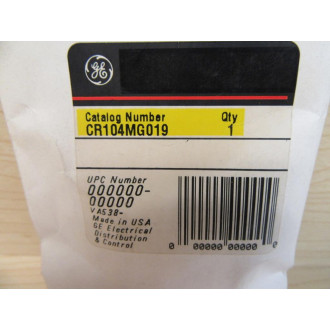 GE
Catalog Number Qty
CR104MG019 1
UPC Number
000000-
00000
VA538-
Made in USA
GE Electrical
Distribution
& Control
0 00000 00000 0